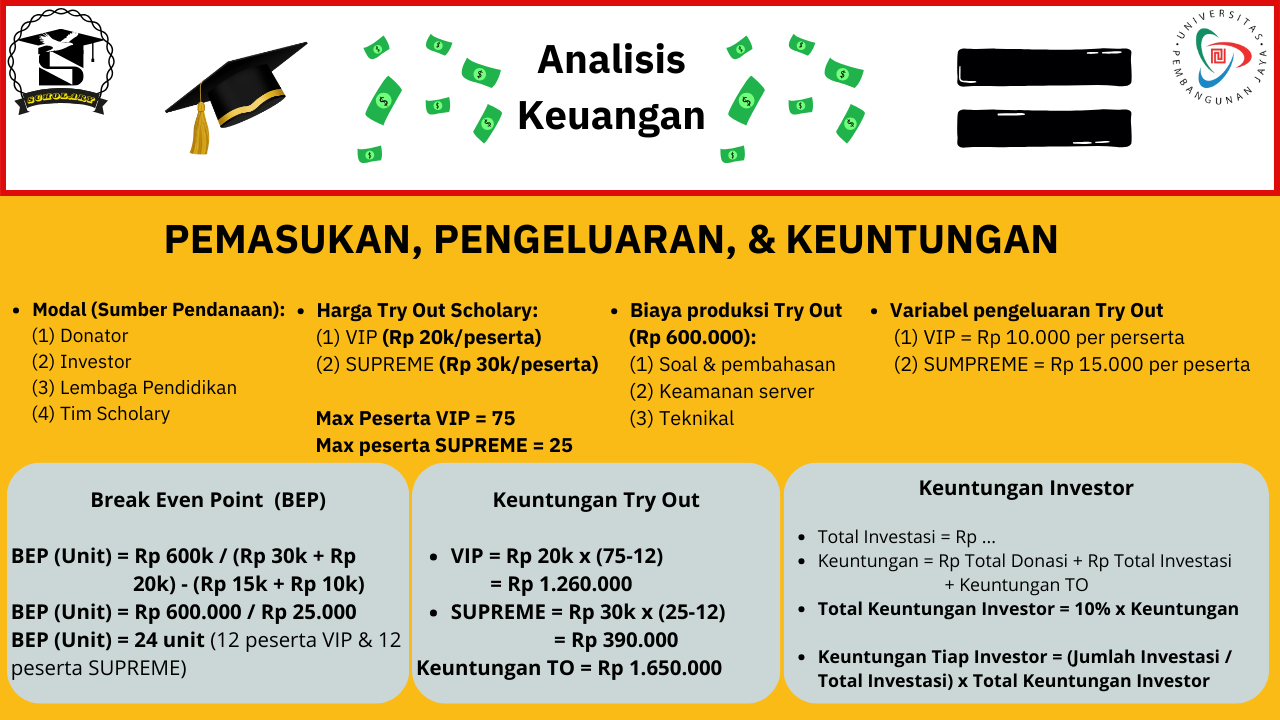 SCHOLARY
UNIVERSITAS
PEMBANGUNAN JAYA
Analisis
Keuangan
PEMASUKAN, PENGELUARAN, & KEUNTUNGAN
• Modal (Sumber Pendanaan):
(1) Donator
(2) Investor
(3) Lembaga Pendidikan
(4) Tim Scholary
• Harga Try Out Scholary:
(1) VIP (Rp 20k/peserta)
(2) SUPREME (Rp 30k/peserta)
Max Peserta VIP = 75
Max peserta SUPREME = 25
• Biaya produksi Try Out
(Rp 600.000):
(1) Soal & pembahasan
(2) Keamanan server
(3) Teknikal
• Variabel pengeluaran Try Out
(1) VIP = Rp 10.000 per perserta
(2) SUMPREME = Rp 15.000 per peserta
Break Even Point (BEP)
BEP (Unit) = Rp 600k / (Rp 30k + Rp
20k) - (Rp 15k + Rp 10k)
BEP (Unit) = Rp 600.000 / Rp 25.000
BEP (Unit) = 24 unit (12 peserta VIP & 12
peserta SUPREME)
Keuntungan Try Out
• VIP = Rp 20k x (75-12)
= Rp 1.260.000
• SUPREME = Rp 30k x (25-12)
= Rp 390.000
Keuntungan TO = Rp 1.650.000
Keuntungan Investor
• Total Investasi = Rp ...
• Keuntungan = Rp Total Donasi + Rp Total Investasi
+ Keuntungan TO
• Total Keuntungan Investor = 10% x Keuntungan
• Keuntungan Tiap Investor = (Jumlah Investasi /
Total Investasi) x Total Keuntungan Investor